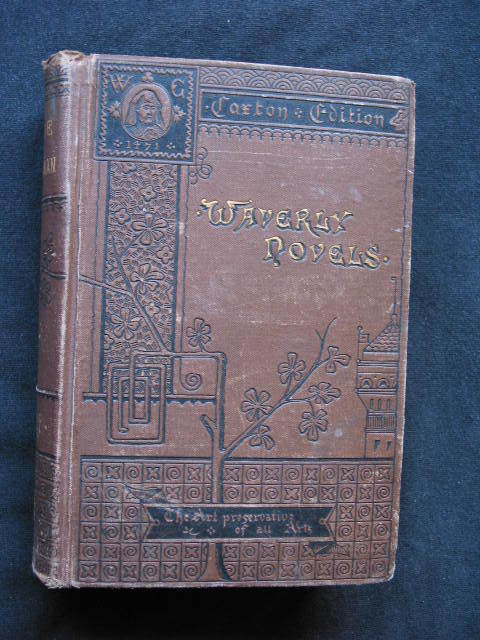 W C
1471
Caxton Edition
Waverly
Novels.
The Art preservative
of all Arts